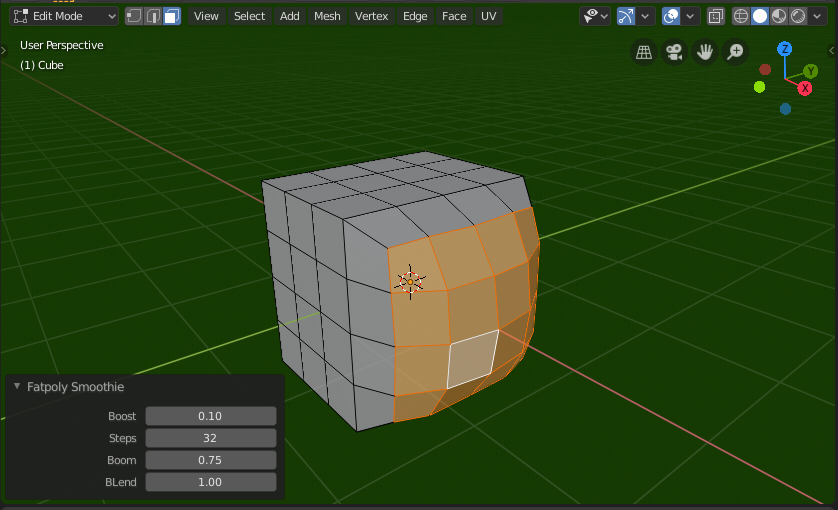 Edit Mode View Select Add Mesh Vertex Edge Face UV
User Perspective
(1) Cube
Z
Y
X
Fatpoly Smoothie
Boost 0.10
Steps 32
Boom 0.75
BLend 1.00